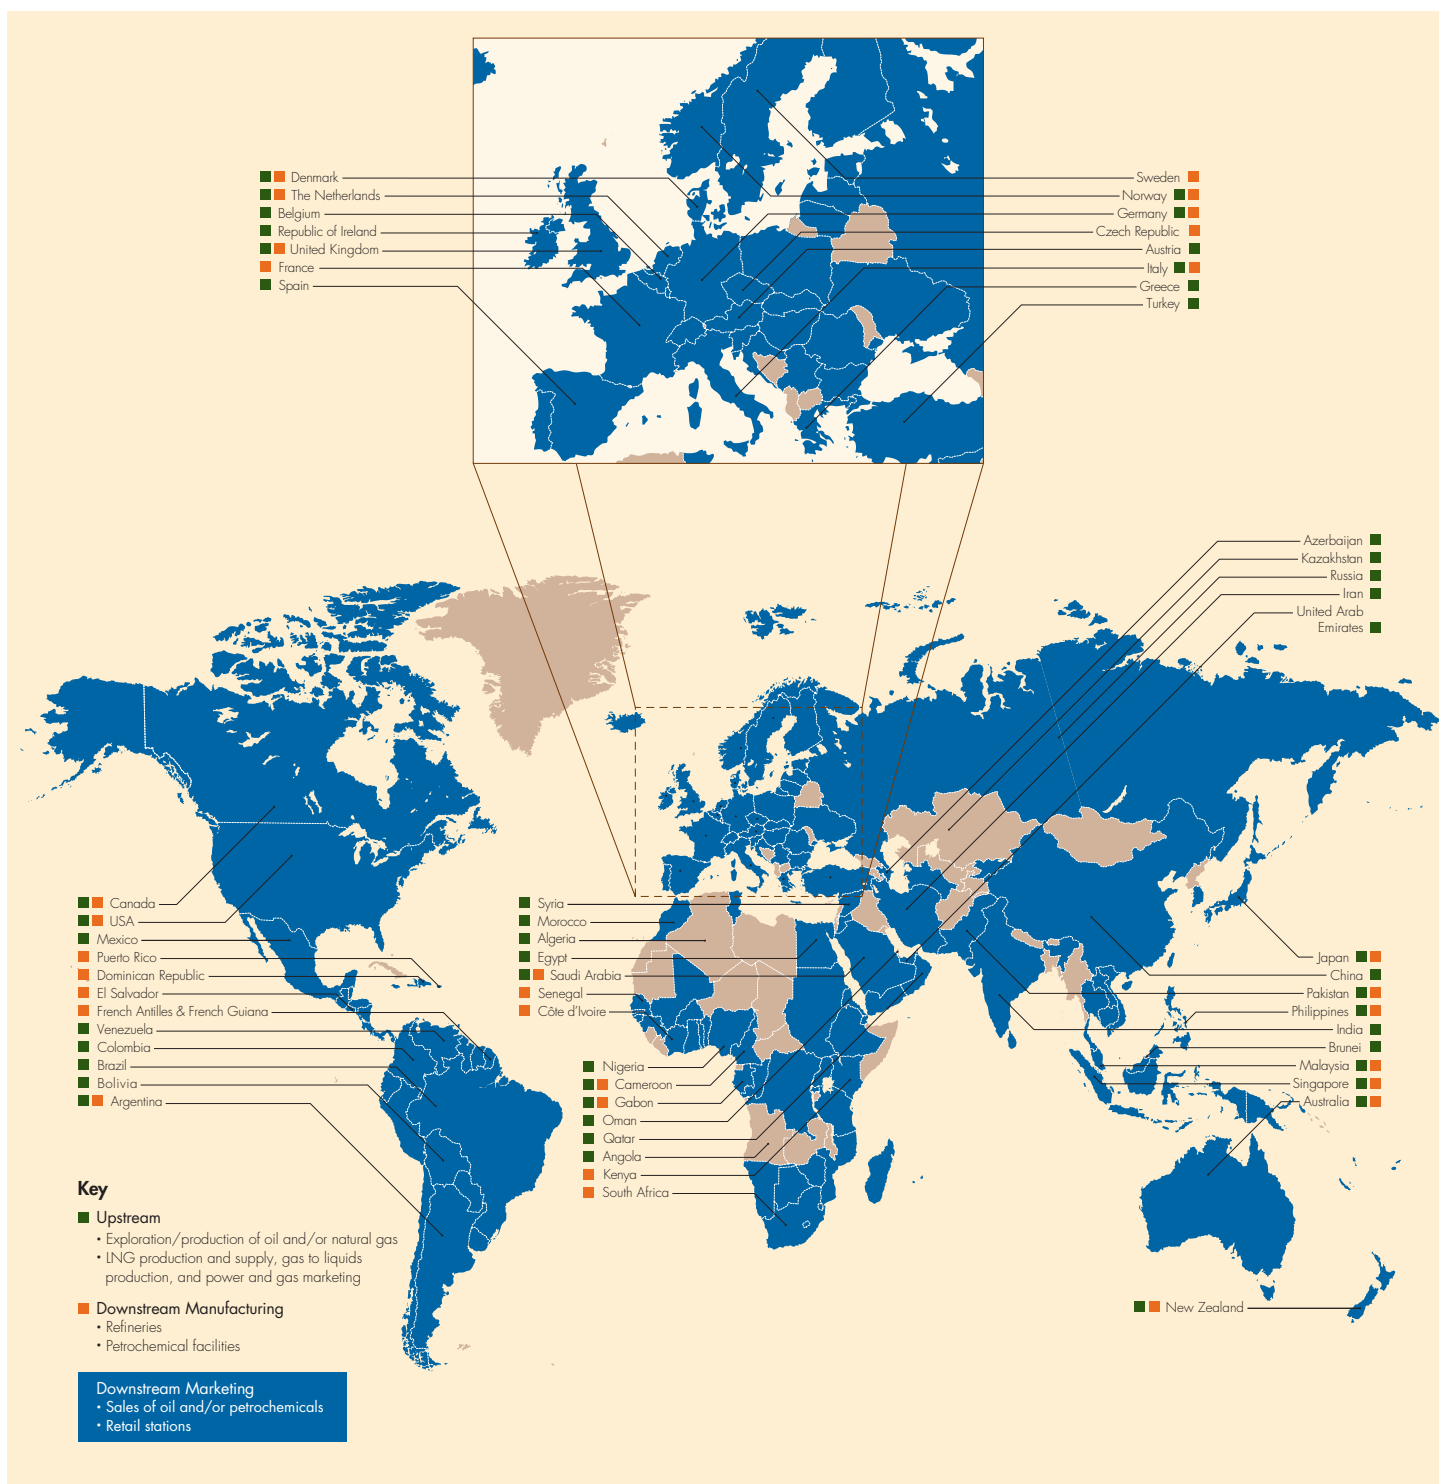 Denmark
The Netherlands
Belgium
Republic of Ireland
United Kingdom
France
Spain
Sweden
Norway
Germany
Czech Republic
Austria
Italy
Greece
Turkey
Azerbaijan
Kazakhstan
Russia
Iran
United Arab
Emirates
Canada
USA
Mexico
Puerto Rico
Dominican Republic
El Salvador
French Antilles & French Guiana
Venezuela
Colombia
Brazil
Bolivia
Argentina
Syria
Morocco
Algeria
Egypt
Saudi Arabia
Senegal
Côte d'Ivoire
Nigeria
Cameroon
Gabon
Oman
Qatar
Angola
Kenya
South Africa
Japan
China
Pakistan
Philippines
India
Brunei
Malaysia
Singapore
Australia
New Zealand
Key
Upstream
• Exploration/production of oil and/or natural gas
• LNG production and supply, gas to liquids
production, and power and gas marketing
Downstream Manufacturing
• Refineries
• Petrochemical facilities
Downstream Marketing
• Sales of oil and/or petrochemicals
• Retail stations